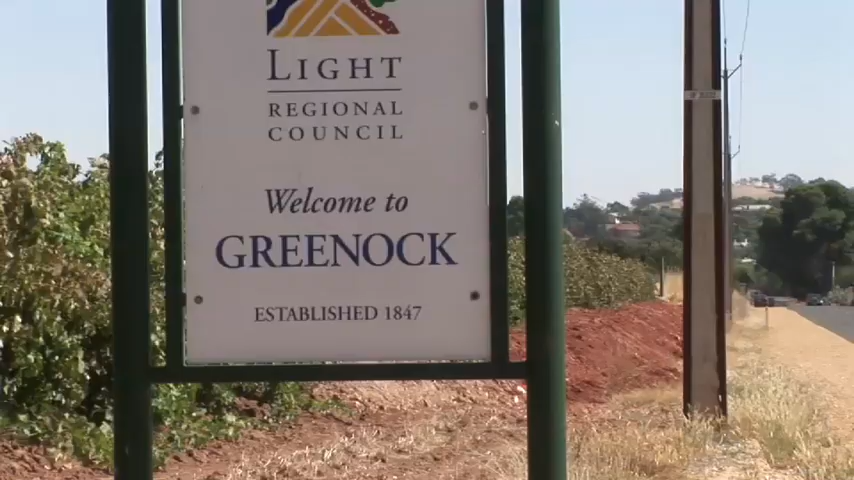 LIGHT
REGIONAL
COUNCIL
Welcome to
GREENOCK
ESTABLISHED 1847